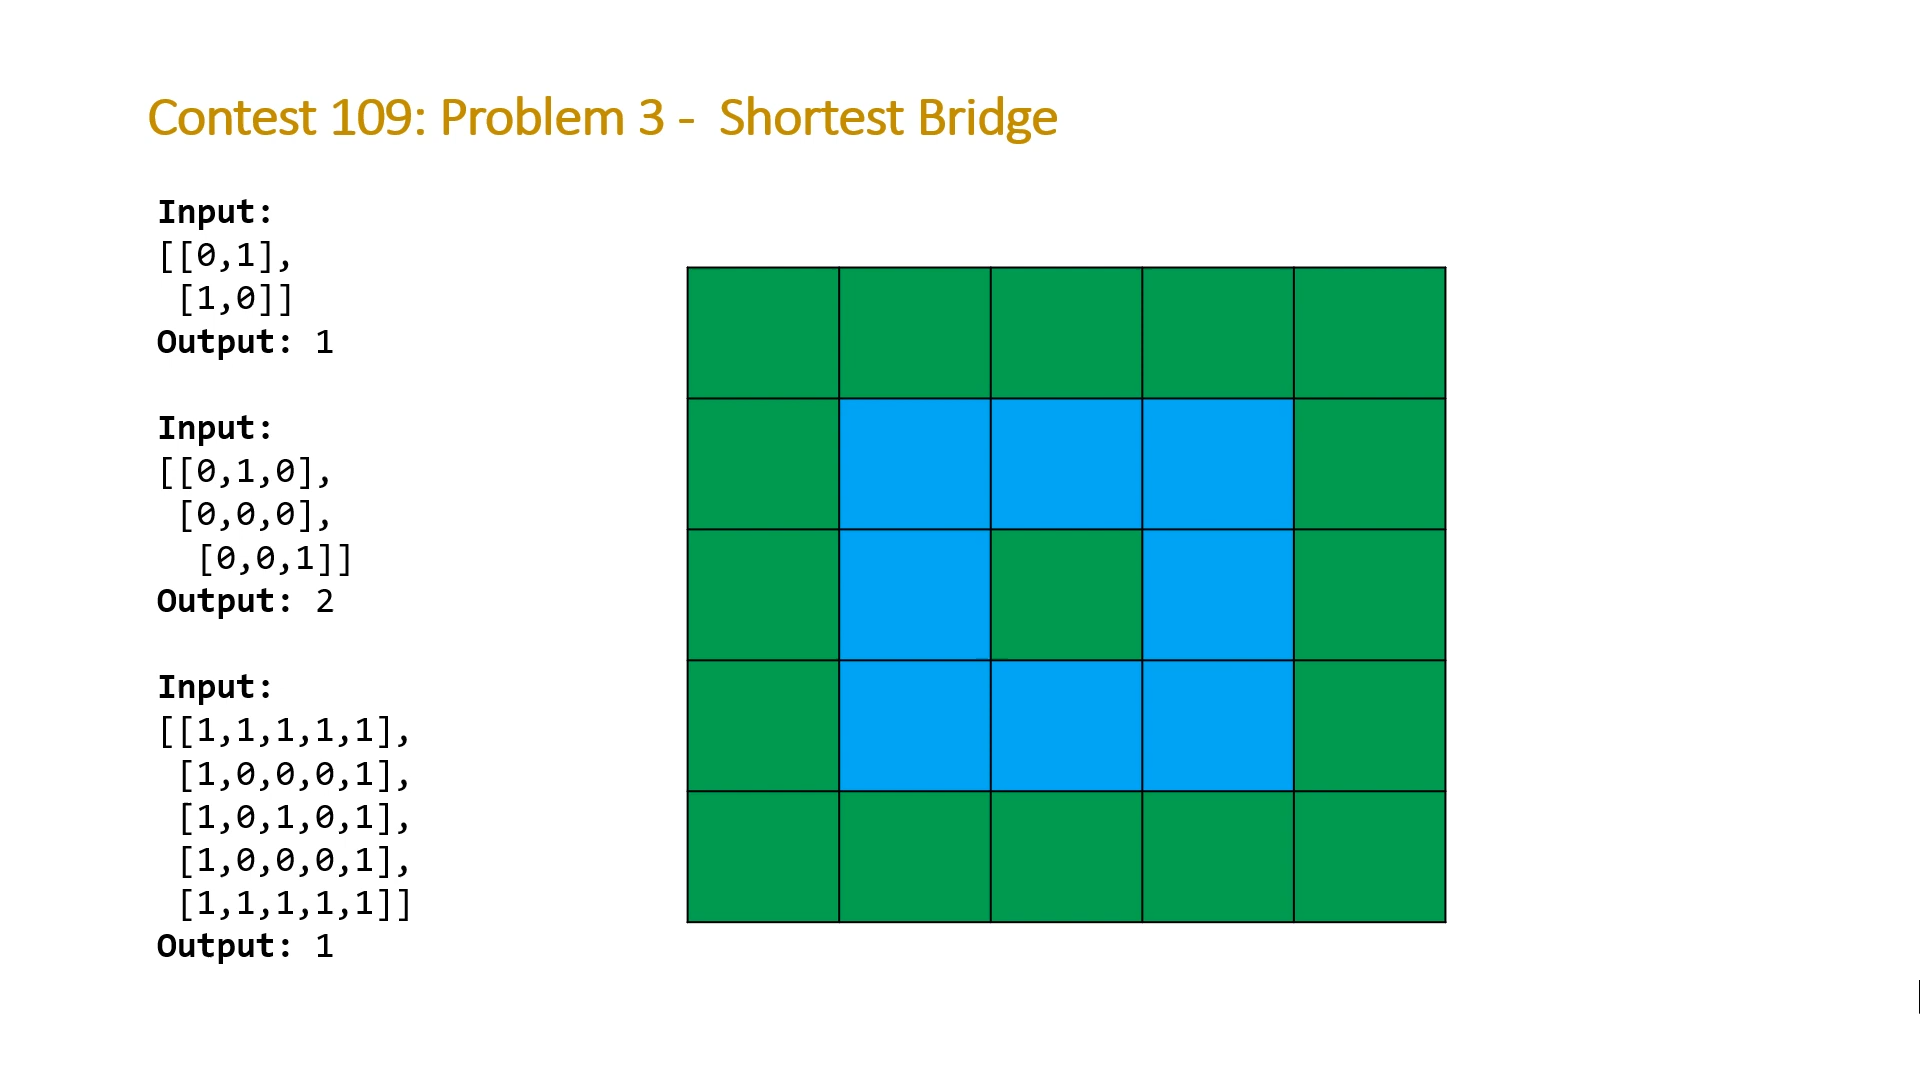 Contest 109: Problem 3 -  Shortest Bridge
Input:
[[0,1],
 [1,0]]
Output: 1
Input:
[[0,1,0],
 [0,0,0],
  [0,0,1]]
Output: 2
Input:
[[1,1,1,1,1],
 [1,0,0,0,1],
 [1,0,1,0,1],
 [1,0,0,0,1],
 [1,1,1,1,1]]
Output: 1